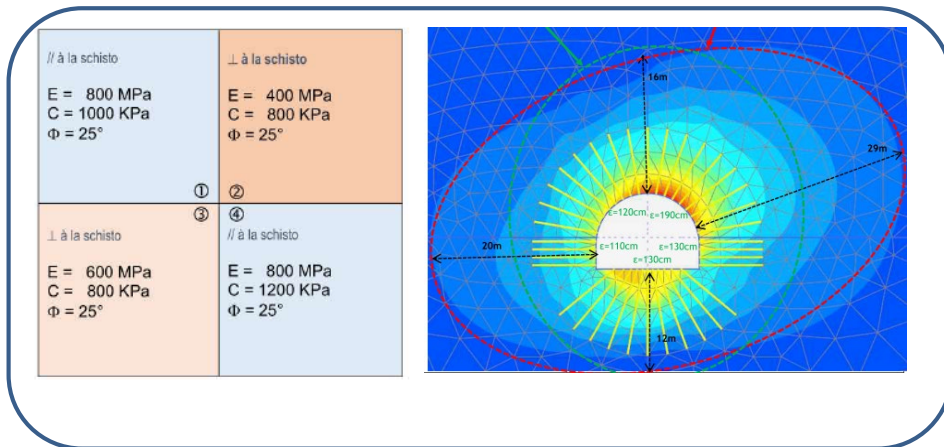 // à la schisto
E = 800 MPa
C = 1000 KPa
Φ = 25°
①
⊥ à la schisto
E = 400 MPa
C = 800 KPa
Φ = 25°
②
③
⊥ à la schisto
E = 600 MPa
C = 800 KPa
Φ = 25°
④
// à la schisto
E = 800 MPa
C = 1200 KPa
Φ = 25°
16m
29m
ε=120cm
ε=190cm
20m
ε=110cm
ε=130cm
ε=130cm
12m